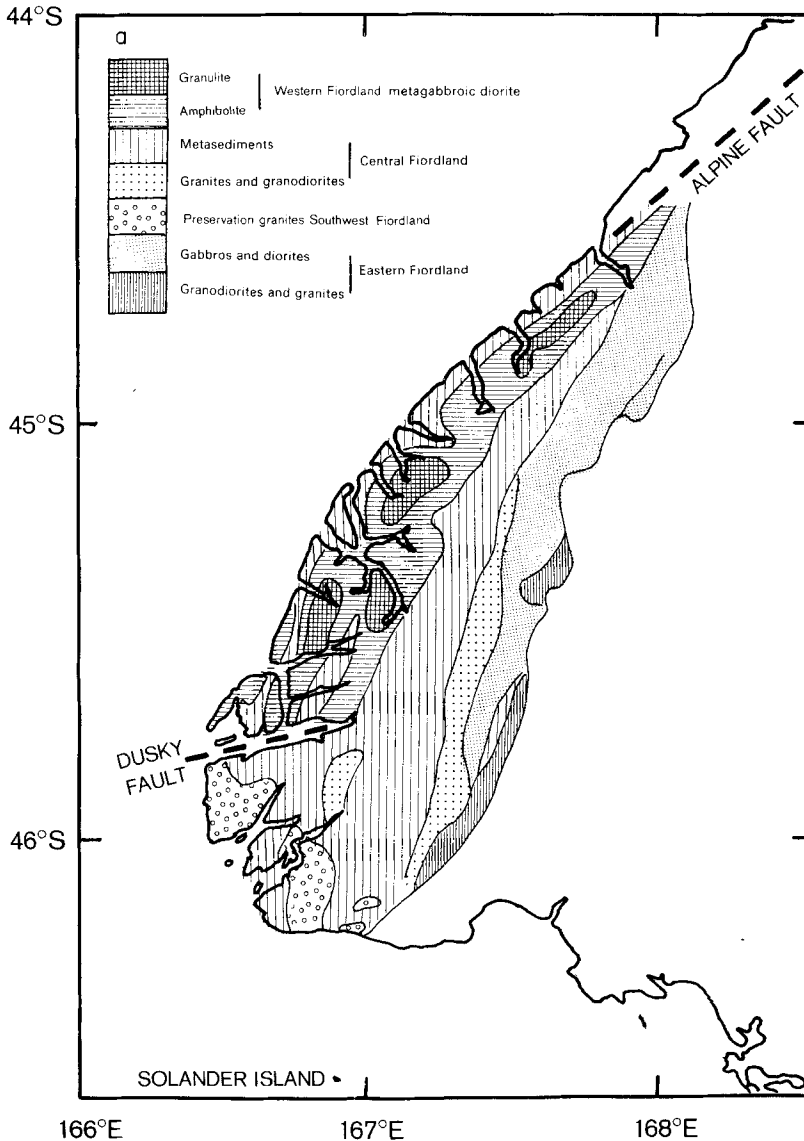 44°S
a
Granulite
Amphibolite
Western Fiordland metagabbroic diorite
Metasediments
Granites and granodiorites
Central Fiordland
Preservation granites Southwest Fiordland
Gabbros and diorites
Granodiorites and granites
Eastern Fiordland
ALPINE FAULT
45°S
DUSKY
FAULT
46°S
SOLANDER ISLAND
166°E
167°E
168°E